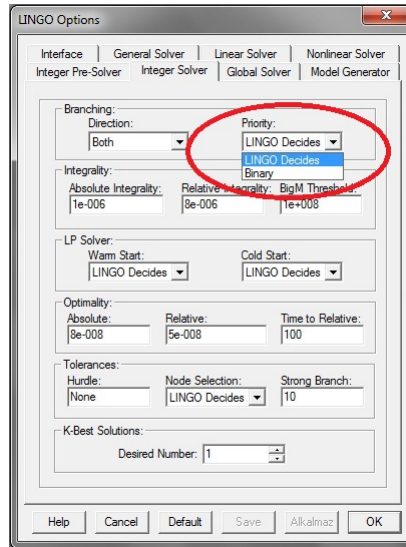 LINGO Options
Interface General Solver Linear Solver Nonlinear Solver
Integer Pre-Solver Integer Solver Global Solver Model Generator
Branching:
Direction: Priority:
Both LINGO Decides
LINGO Decides
Binary
Integrality:
Absolute Integrality: Relative Integrality: BigM Threshold:
1e-006 8e-006 1e+008
LP Solver:
Warm Start: Cold Start:
LINGO Decides LINGO Decides
Optimality:
Absolute: Relative: Time to Relative:
8e-008 5e-008 100
Tolerances:
Hurdle: Node Selection: Strong Branch:
None LINGO Decides 10
K-Best Solutions:
Desired Number: 1
Help Cancel Default Save Alkalmaz OK